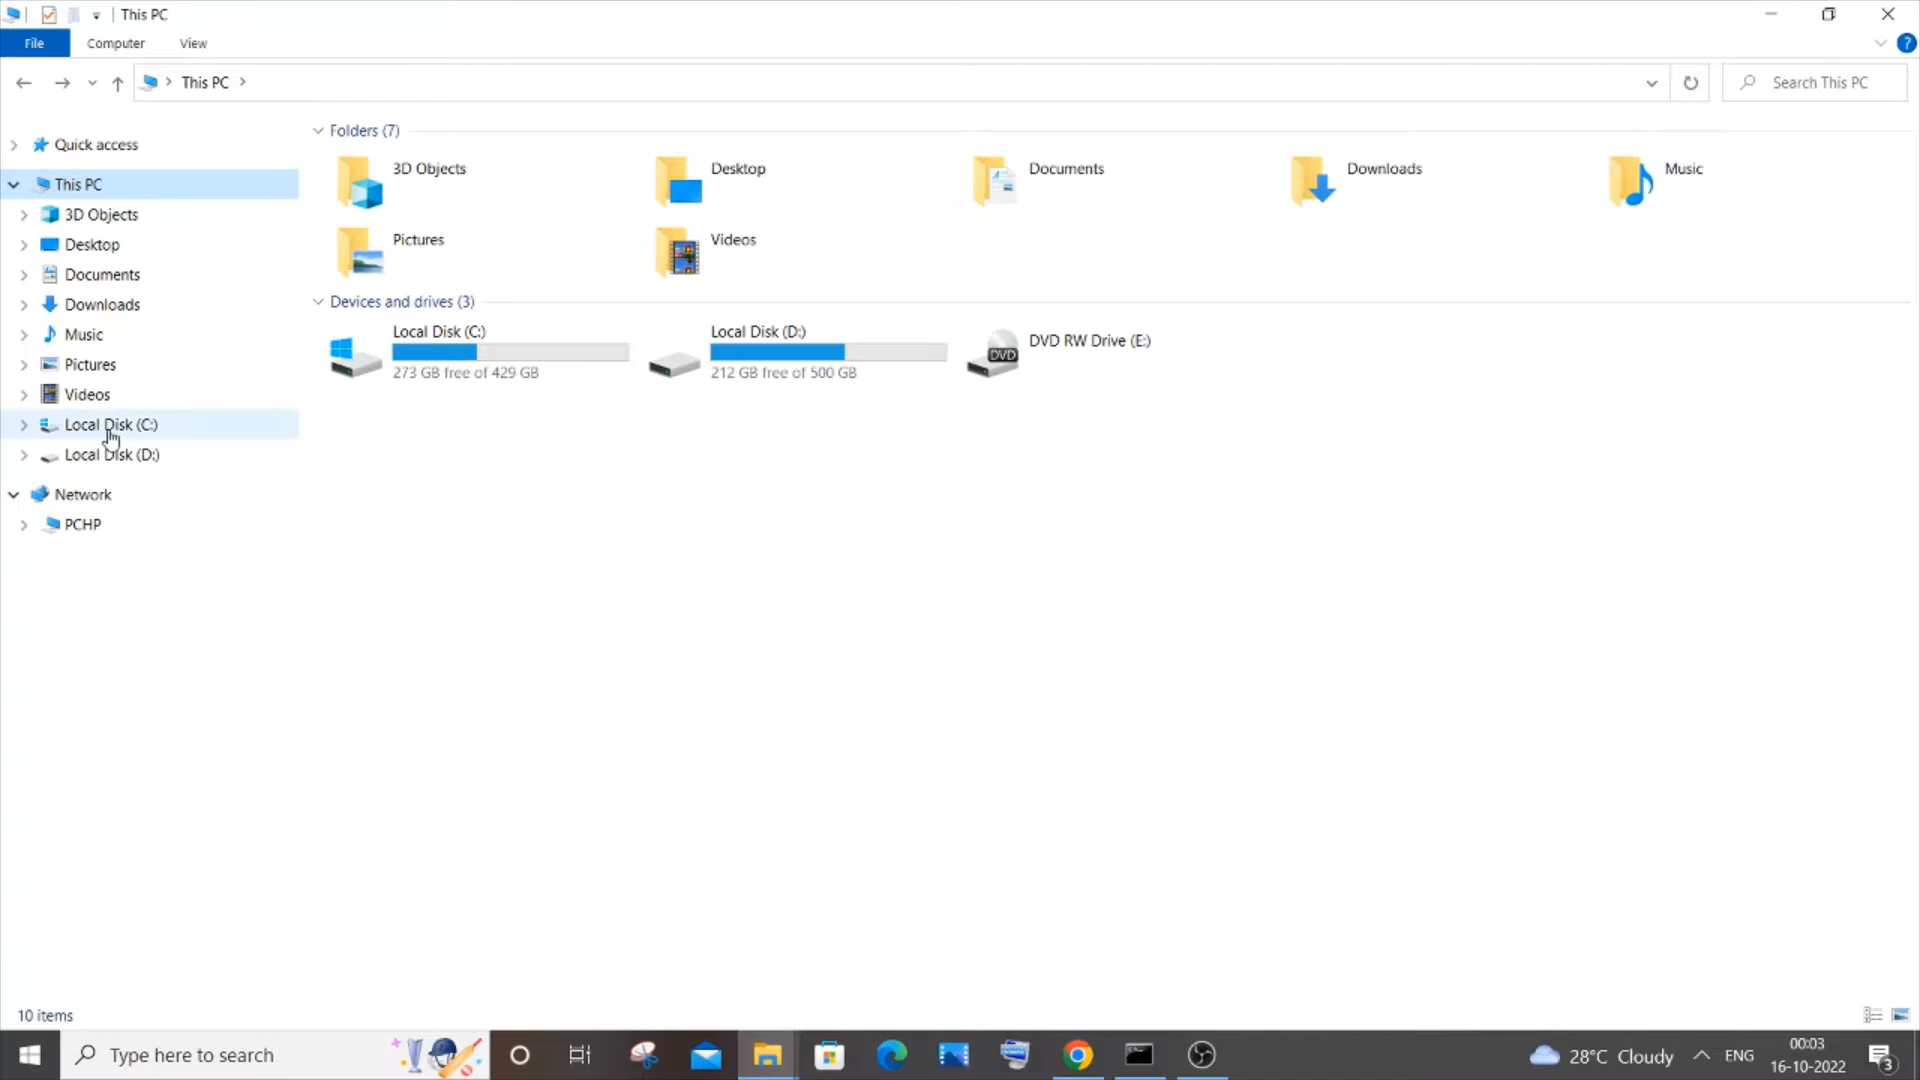 This PC
File Computer View
This PC
Search This PC
Quick access
This PC
3D Objects
Desktop
Documents
Downloads
Music
Pictures
Videos
Local Disk (C:)
Local Disk (D:)
Network
PCHP
Folders (7)
3D Objects
Desktop
Documents
Downloads
Music
Pictures
Videos
Devices and drives (3)
Local Disk (C:)
273 GB free of 429 GB
Local Disk (D:)
212 GB free of 500 GB
DVD
DVD RW Drive (E:)
10 items
Type here to search
28°C Cloudy
ENG
00:03
16-10-2022
3